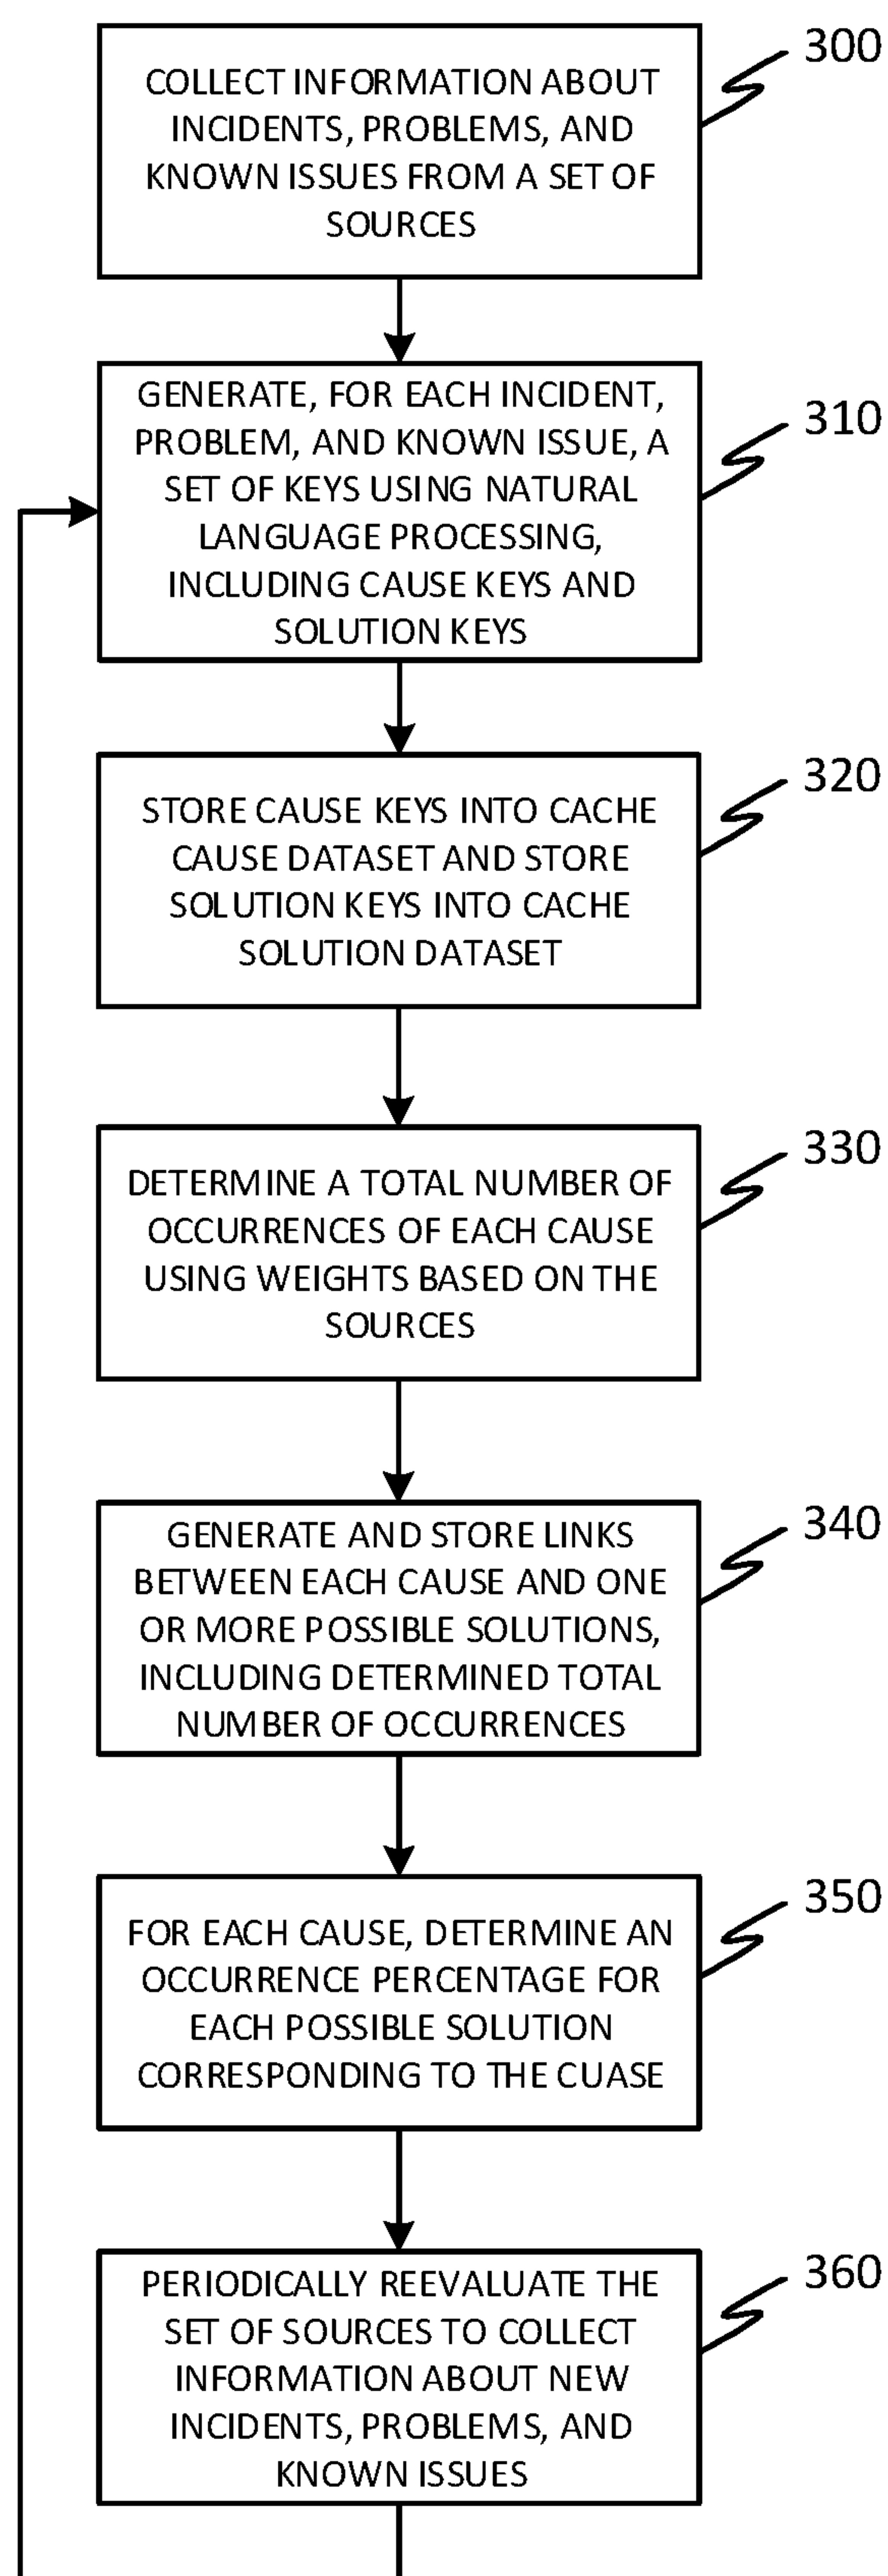 300
COLLECT INFORMATION ABOUT
INCIDENTS, PROBLEMS, AND
KNOWN ISSUES FROM A SET OF
SOURCES
310
GENERATE, FOR EACH INCIDENT,
PROBLEM, AND KNOWN ISSUE, A
SET OF KEYS USING NATURAL
LANGUAGE PROCESSING,
INCLUDING CAUSE KEYS AND
SOLUTION KEYS
320
STORE CAUSE KEYS INTO CACHE
CAUSE DATASET AND STORE
SOLUTION KEYS INTO CACHE
SOLUTION DATASET
330
DETERMINE A TOTAL NUMBER OF
OCCURRENCES OF EACH CAUSE
USING WEIGHTS BASED ON THE
SOURCES
340
GENERATE AND STORE LINKS
BETWEEN EACH CAUSE AND ONE
OR MORE POSSIBLE SOLUTIONS,
INCLUDING DETERMINED TOTAL
NUMBER OF OCCURRENCES
350
FOR EACH CAUSE, DETERMINE AN
OCCURRENCE PERCENTAGE FOR
EACH POSSIBLE SOLUTION
CORRESPONDING TO THE CUASE
360
PERIODICALLY REEVALUATE THE
SET OF SOURCES TO COLLECT
INFORMATION ABOUT NEW
INCIDENTS, PROBLEMS, AND
KNOWN ISSUES